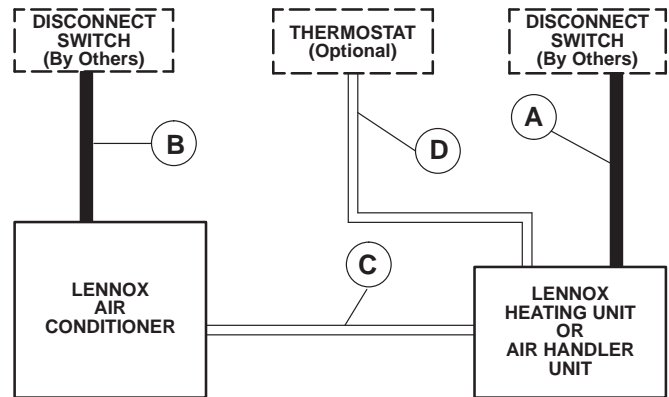 DISCONNECT
SWITCH
(By Others)
THERMOSTAT
(Optional)
DISCONNECT
SWITCH
(By Others)
A
B
D
C
LENNOX
AIR
CONDITIONER
LENNOX
HEATING UNIT
OR
AIR HANDLER
UNIT